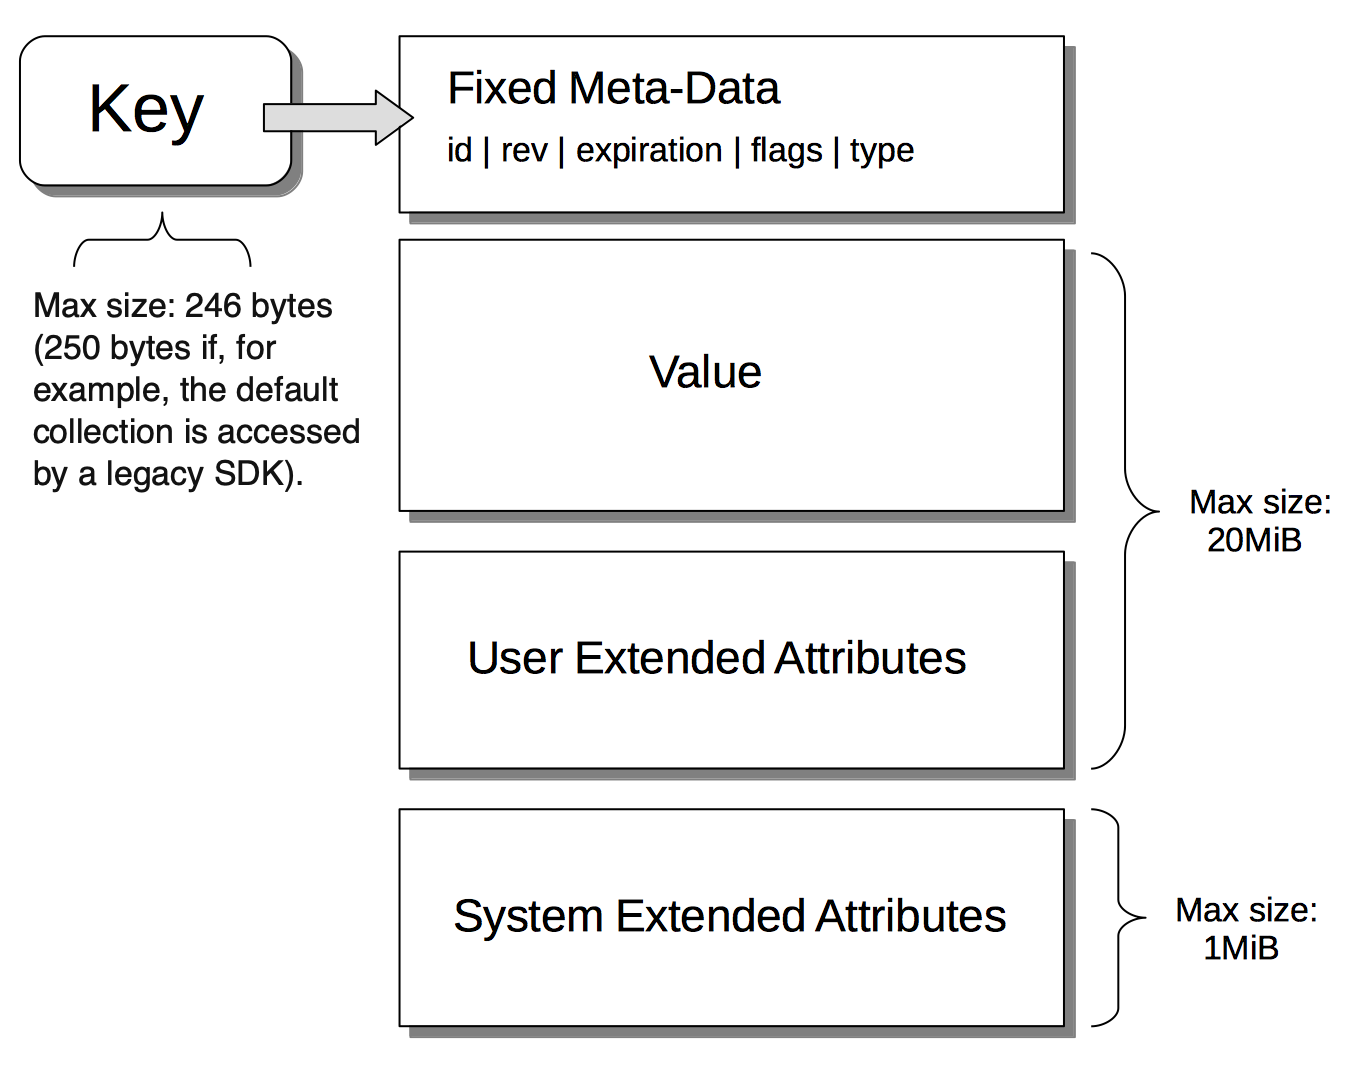 Key
Fixed Meta-Data
id | rev | expiration | flags | type
Max size: 246 bytes
(250 bytes if, for
example, the default
collection is accessed
by a legacy SDK).
Value
Max size:
20MiB
User Extended Attributes
System Extended Attributes
Max size:
1MiB